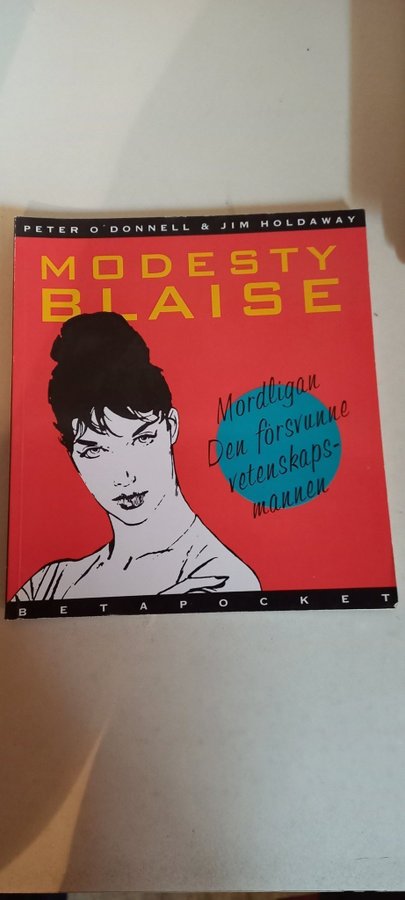 PETER O'DONNELL & JIM HOLDAWAY
MODESTY
BLAISE
Mordligan
Den försvunne
vetenskaps-
mannen
BETAPOCKET